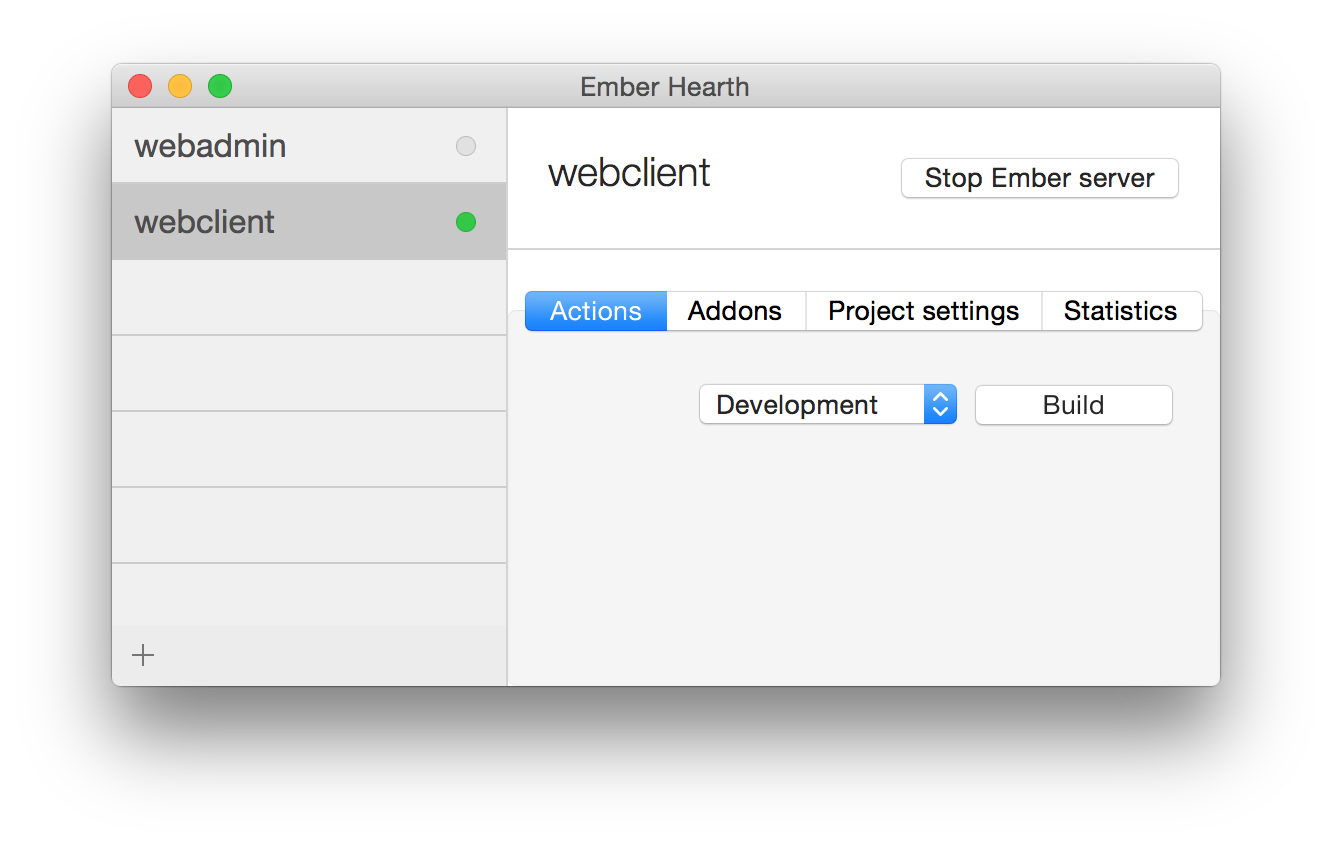 Ember Hearth
webadmin
webclient
webclient
Stop Ember server
Actions
Addons
Project settings
Statistics
Development
Build